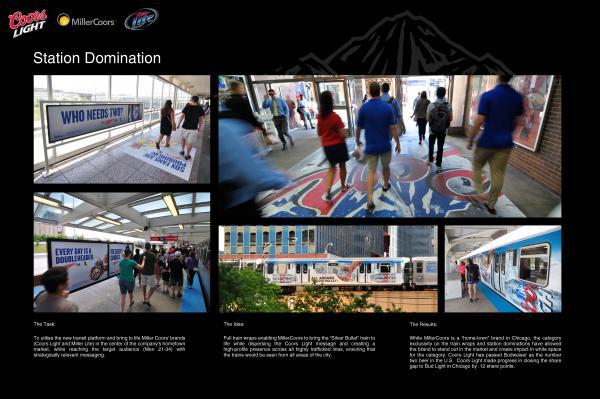 Coors
LIGHT
MillerCoors
Lite
Station Domination
WHO NEEDS TWO?
SOX FANS ARE
EVERY DAY IS A
DOUBLEHEADER.
ALL ABOARD
The Task:
To utilise the new transit platform and bring to life Miller Coors' brands
(Coors Light and Miller Lite) in the center of the company's hometown
market, while reaching the target audience (Men 21-34) with
strategically relevant messaging.
The Idea:
Full train wraps enabling MillerCoors to bring the "Silver Bullet" train to
life while dispersing the Coors Light message and creating a
high-profile presence across all highly trafficked lines, ensuring that
the trains would be seen from all areas of the city.
The Results:
While MillerCoors is a "home-town" brand in Chicago, the category
exclusivity on the train wraps and station dominations have allowed
the brand to stand out in the market and create impact in white space
for the category. Coors Light has passed Budweiser as the number
two beer in the U.S. Coors Light made progress in closing the share
gap to Bud Light in Chicago by .12 share points.